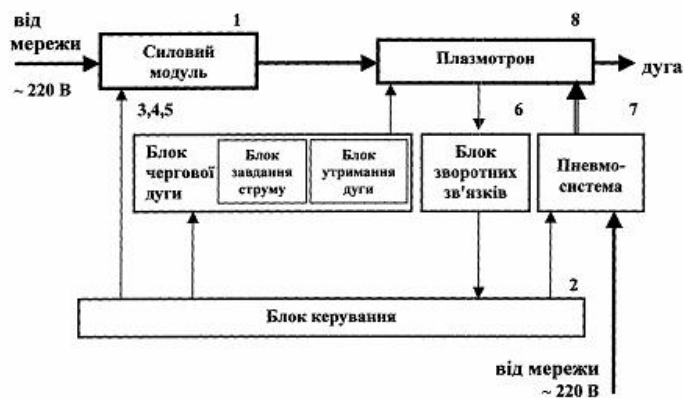 від
мережи
~ 220 В
1
Силовий
модуль
8
Плазмотрон
дуга
3,4,5
Блок
чергової
дуги
Блок
завдання
струму
Блок
утримання
дуги
6
Блок
зворотних
зв'язків
7
Пневмо-
система
2
Блок керування
від мережи
~ 220 В